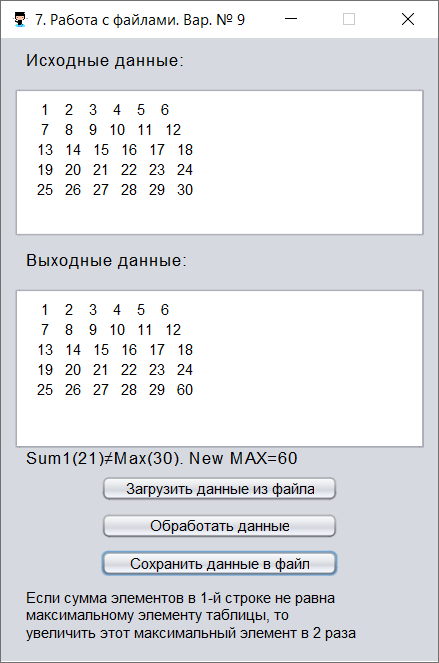 7. Работа с файлами. Вар. № 9
Исходные данные:
1 2 3 4 5 6
7 8 9 10 11 12
13 14 15 16 17 18
19 20 21 22 23 24
25 26 27 28 29 30
Выходные данные:
1 2 3 4 5 6
7 8 9 10 11 12
13 14 15 16 17 18
19 20 21 22 23 24
25 26 27 28 29 60
Sum1(21)≠Max(30). New MAX=60
Загрузить данные из файла
Обработать данные
Сохранить данные в файл
Если сумма элементов в 1-й строке не равна
максимальному элементу таблицы, то
увеличить этот максимальный элемент в 2 раза